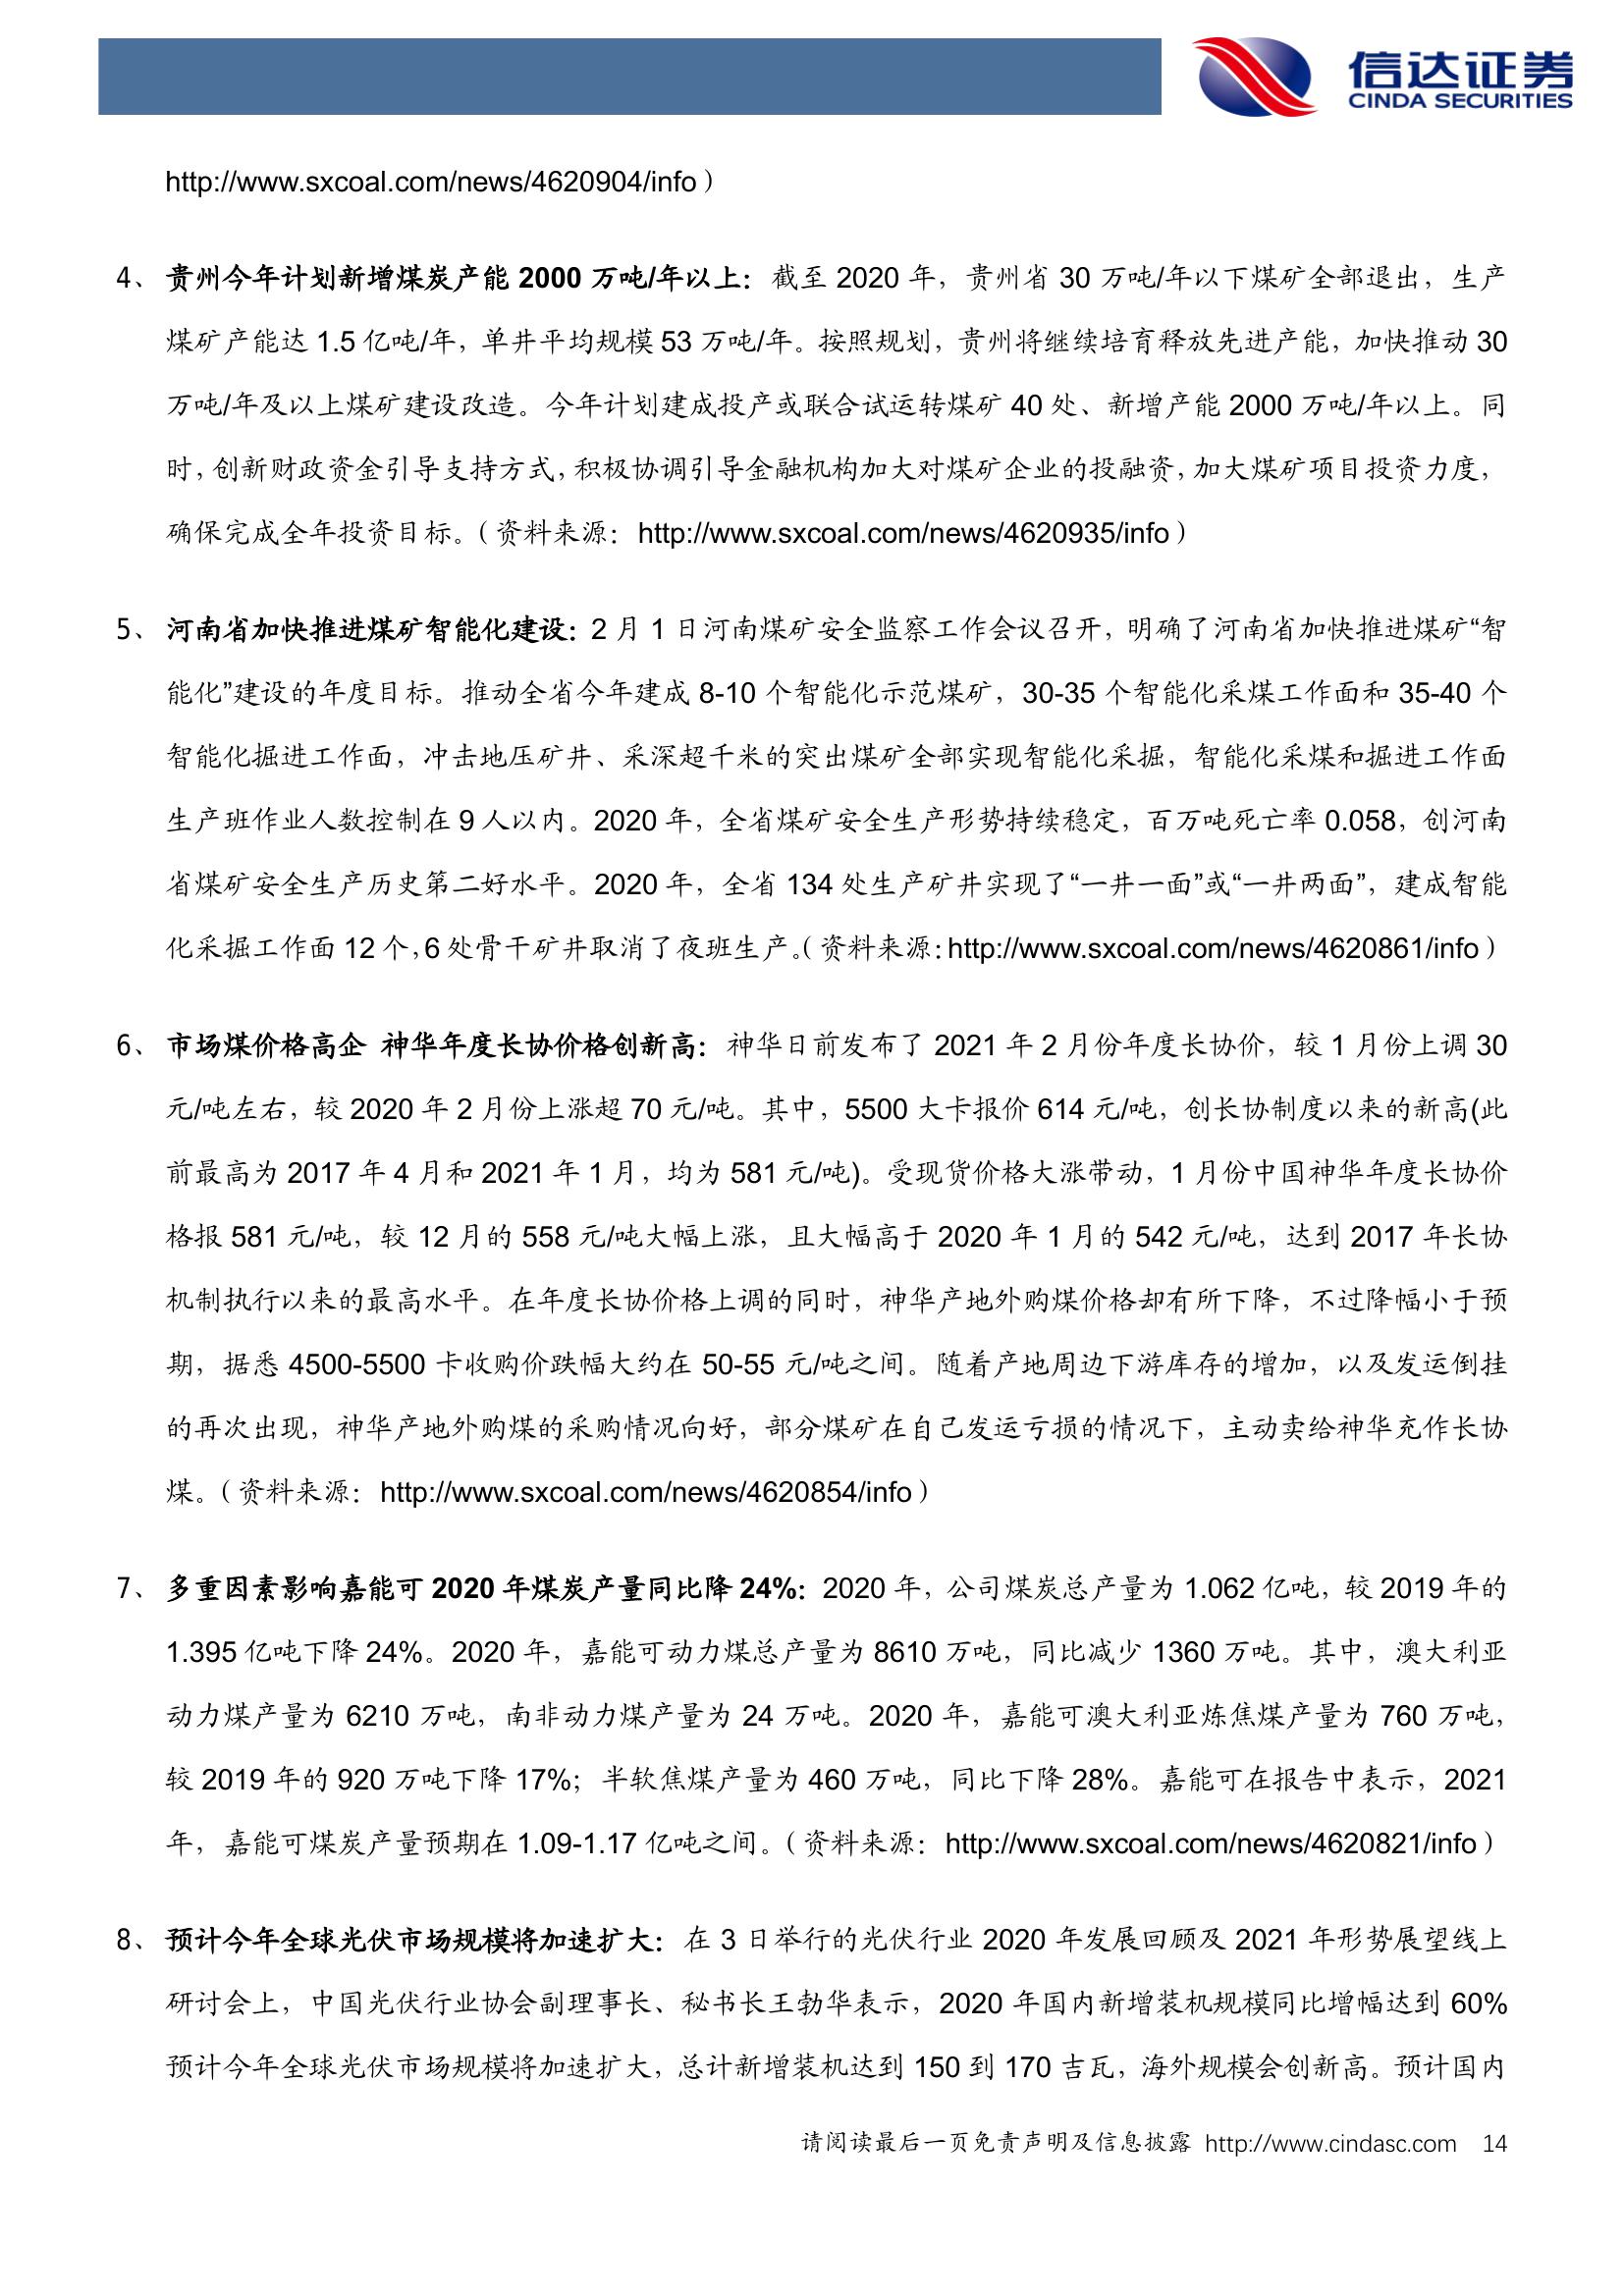 信达证券
CINDA SECURITIES
http://www.sxcoal.com/news/4620904/info）
4、 贵州今年计划新增煤炭产能 2000 万吨/年以上：截至 2020 年，贵州省 30 万吨/年以下煤矿全部退出，生产
煤矿产能达 1.5 亿吨/年，单井平均规模 53 万吨/年。按照规划，贵州将继续培育释放先进产能，加快推动 30
万吨/年及以上煤矿建设改造。今年计划建成投产或联合试运转煤矿 40 处、新增产能 2000 万吨/年以上。同
时，创新财政资金引导支持方式，积极协调引导金融机构加大对煤矿企业的投融资，加大煤矿项目投资力度，
确保完成全年投资目标。（资料来源：http://www.sxcoal.com/news/4620935/info）
5、 河南省加快推进煤矿智能化建设：2 月 1 日河南煤矿安全监察工作会议召开，明确了河南省加快推进煤矿“智
能化”建设的年度目标。推动全省今年建成 8-10 个智能化示范煤矿，30-35 个智能化采煤工作面和 35-40 个
智能化掘进工作面，冲击地压矿井、采深超千米的突出煤矿全部实现智能化采掘，智能化采煤和掘进工作面
生产班作业人数控制在 9 人以内。2020 年，全省煤矿安全生产形势持续稳定，百万吨死亡率 0.058，创河南
省煤矿安全生产历史第二好水平。2020 年，全省 134 处生产矿井实现了“一井一面”或“一井两面”，建成智能
化采掘工作面 12 个，6 处骨干矿井取消了夜班生产。（资料来源：http://www.sxcoal.com/news/4620861/info）
6、 市场煤价格高企 神华年度长协价格创新高：神华日前发布了 2021 年 2 月份年度长协价，较 1 月份上调 30
元/吨左右，较 2020 年 2 月份上涨超 70 元/吨。其中，5500 大卡报价 614 元/吨，创长协制度以来的新高(此
前最高为 2017 年 4 月和 2021 年 1 月，均为 581 元/吨)。受现货价格大涨带动，1 月份中国神华年度长协价
格报 581 元/吨，较 12 月的 558 元/吨大幅上涨，且大幅高于 2020 年 1 月的 542 元/吨，达到 2017 年长协
机制执行以来的最高水平。在年度长协价格上调的同时，神华产地外购煤价格却有所下降，不过降幅小于预
期，据悉 4500-5500 卡收购价跌幅大约在 50-55 元/吨之间。随着产地周边下游库存的增加，以及发运倒挂
的再次出现，神华产地外购煤的采购情况向好，部分煤矿在自己发运亏损的情况下，主动卖给神华充作长协
煤。（资料来源：http://www.sxcoal.com/news/4620854/info）
7、 多重因素影响嘉能可 2020 年煤炭产量同比降 24%：2020 年，公司煤炭总产量为 1.062 亿吨，较 2019 年的
1.395 亿吨下降 24%。2020 年，嘉能可动力煤总产量为 8610 万吨，同比减少 1360 万吨。其中，澳大利亚
动力煤产量为 6210 万吨，南非动力煤产量为 24 万吨。2020 年，嘉能可澳大利亚炼焦煤产量为 760 万吨，
较 2019 年的 920 万吨下降 17%；半软焦煤产量为 460 万吨，同比下降 28%。嘉能可在报告中表示，2021
年，嘉能可煤炭产量预期在 1.09-1.17 亿吨之间。（资料来源：http://www.sxcoal.com/news/4620821/info）
8、 预计今年全球光伏市场规模将加速扩大：在 3 日举行的光伏行业 2020 年发展回顾及 2021 年形势展望线上
研讨会上，中国光伏行业协会副理事长、秘书长王勃华表示，2020 年国内新增装机规模同比增幅达到 60%
预计今年全球光伏市场规模将加速扩大，总计新增装机达到 150 到 170 吉瓦，海外规模会创新高。预计国内
请阅读最后一页免责声明及信息披露 http://www.cindasc.com 14